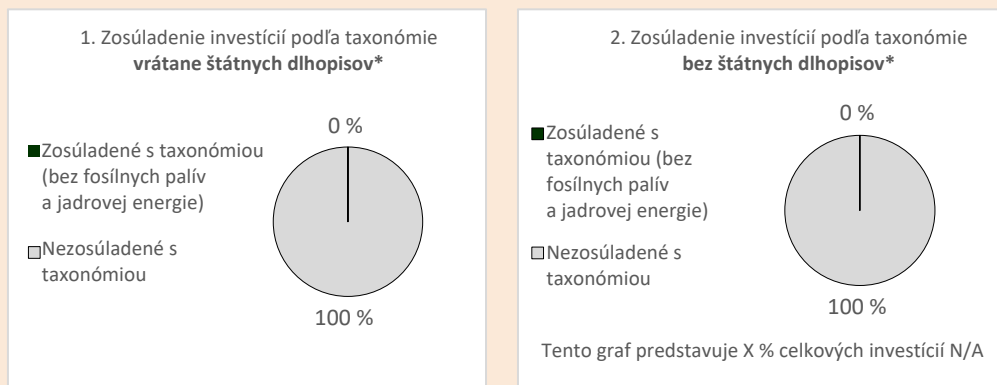 1. Zosúladenie investícií podľa taxonómie
vrátane štátnych dlhopisov*
0 %
Zosúladené s taxonómiou
(bez fosílnych palív
a jadrovej energie)
Nezosúladené s
taxonómiou
100 %
2. Zosúladenie investícií podľa taxonómie
bez štátnych dlhopisov*
0 %
Zosúladené s
taxonómiou (bez
fosílnych palív
a jadrovej energie)
Nezosúladené s
taxonómiou
100 %
Tento graf predstavuje X % celkových investícií N/A